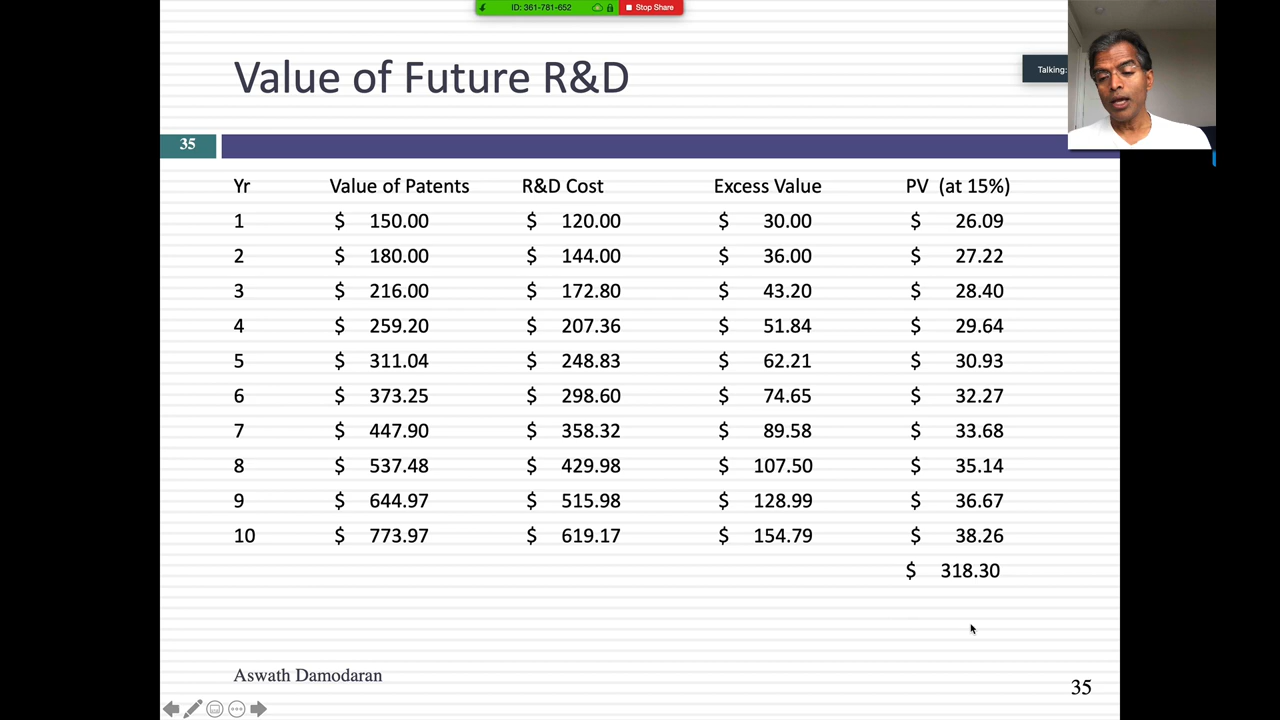 ID: 361-781-652 Stop Share
Value of Future R&D
Talking:
35
Yr Value of Patents R&D Cost Excess Value PV (at 15%)
1 $ 150.00 $ 120.00 $ 30.00 $ 26.09
2 $ 180.00 $ 144.00 $ 36.00 $ 27.22
3 $ 216.00 $ 172.80 $ 43.20 $ 28.40
4 $ 259.20 $ 207.36 $ 51.84 $ 29.64
5 $ 311.04 $ 248.83 $ 62.21 $ 30.93
6 $ 373.25 $ 298.60 $ 74.65 $ 32.27
7 $ 447.90 $ 358.32 $ 89.58 $ 33.68
8 $ 537.48 $ 429.98 $ 107.50 $ 35.14
9 $ 644.97 $ 515.98 $ 128.99 $ 36.67
10 $ 773.97 $ 619.17 $ 154.79 $ 38.26
$ 318.30
Aswath Damodaran
35